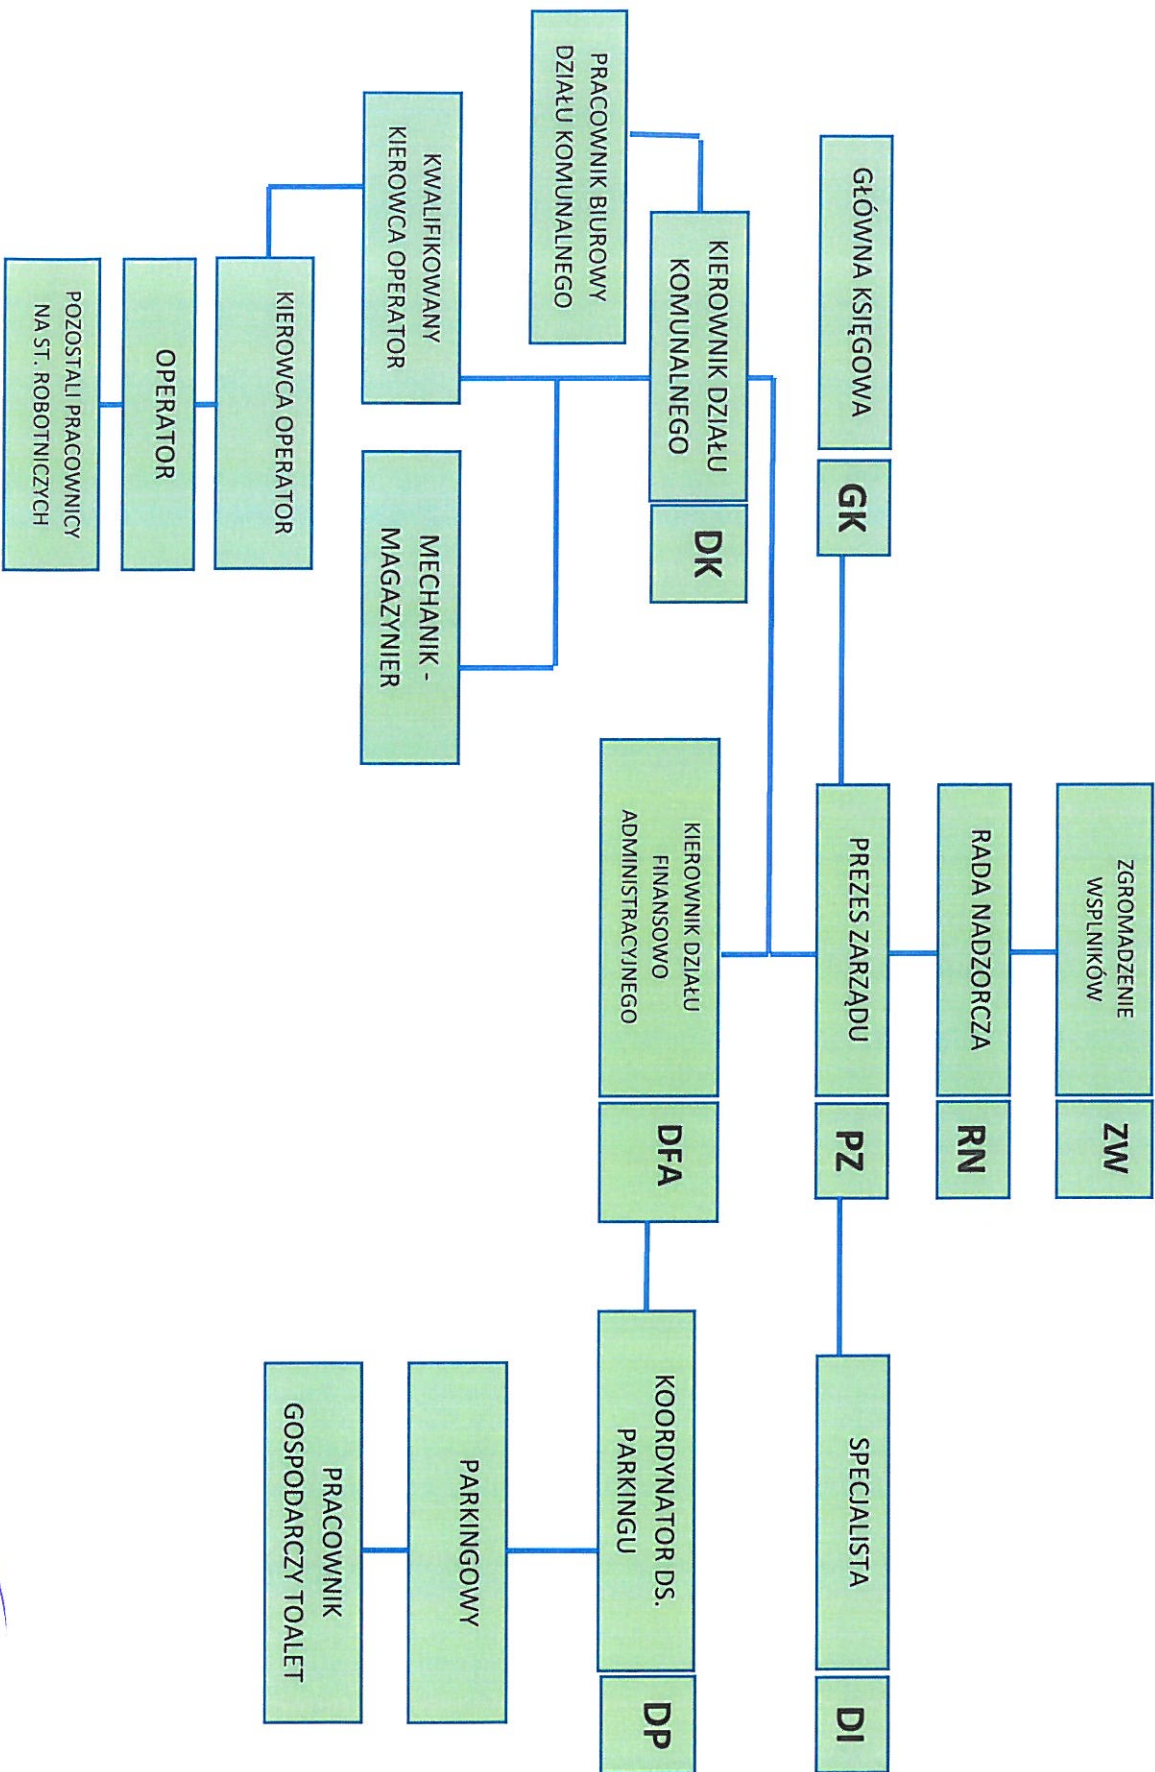 ZGROMADZENIE
WSPLNIKÓW
ZW
RADA NADZORCZA
RN
GŁÓWNA KSIĘGOWA
GK
PREZES ZARZĄDU
PZ
SPECJALISTA
DI
KIEROWNIK DZIAŁU
KOMUNALNEGO
DK
KIEROWNIK DZIAŁU
FINANSOWO
ADMINISTRACYJNEGO
DFA
KOORDYNATOR DS.
PARKINGU
DP
PRACOWNIK BIUROWY
DZIAŁU KOMUNALNEGO
KWALIFIKOWANY
KIEROWCA OPERATOR
MECHANIK -
MAGAZYNIER
PARKINGOWY
KIEROWCA OPERATOR
PRACOWNIK
GOSPODARCZY TOALET
OPERATOR
POZOSTALI PRACOWNICY
NA ST. ROBOTNICZYCH